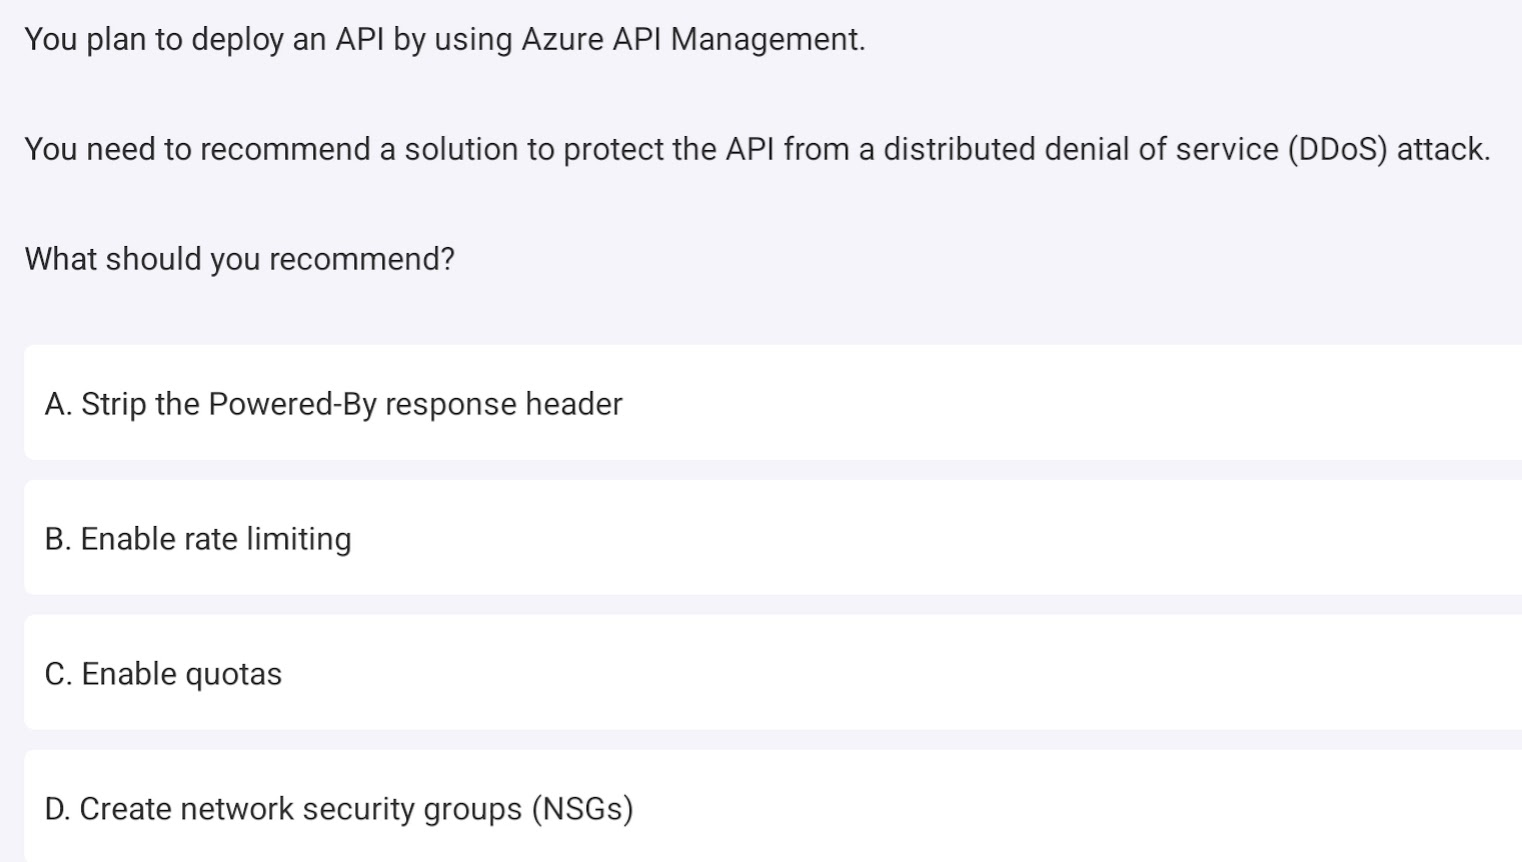 You plan to deploy an API by using Azure API Management.
You need to recommend a solution to protect the API from a distributed denial of service (DDoS) attack.
What should you recommend?
A. Strip the Powered-By response header
B. Enable rate limiting
C. Enable quotas
D. Create network security groups (NSGs)